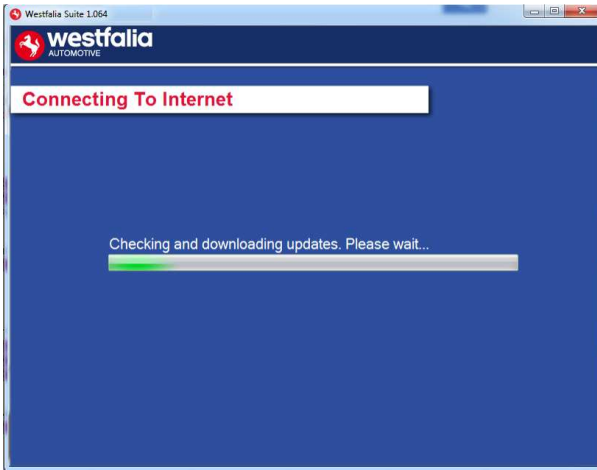 Westfalia Suite 1.064
westfalia
AUTOMOTIVE
Connecting To Internet
Checking and downloading updates. Please wait...